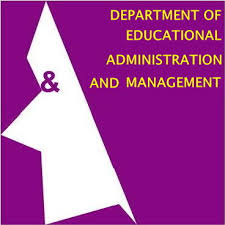 DEPARTMENT OF
EDUCATIONAL
ADMINISTRATION
AND MANAGEMENT
&